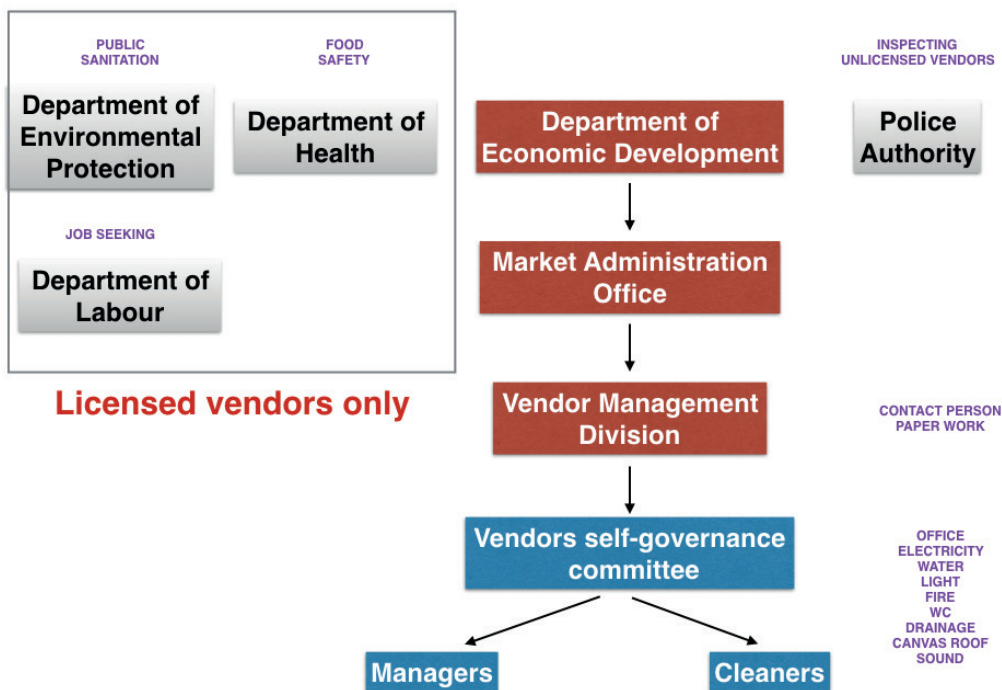 PUBLIC
SANITATION
Department of
Environmental
Protection
FOOD
SAFETY
Department of
Health
JOB SEEKING
Department of
Labour
Licensed vendors only
Department of
Economic Development
INSPECTING
UNLICENSED VENDORS
Police
Authority
Market Administration
Office
Vendor Management
Division
CONTACT PERSON
PAPER WORK
Vendors self-governance
committee
OFFICE
ELECTRICITY
WATER
LIGHT
FIRE
WC
DRAINAGE
CANVAS ROOF
SOUND
Managers
Cleaners